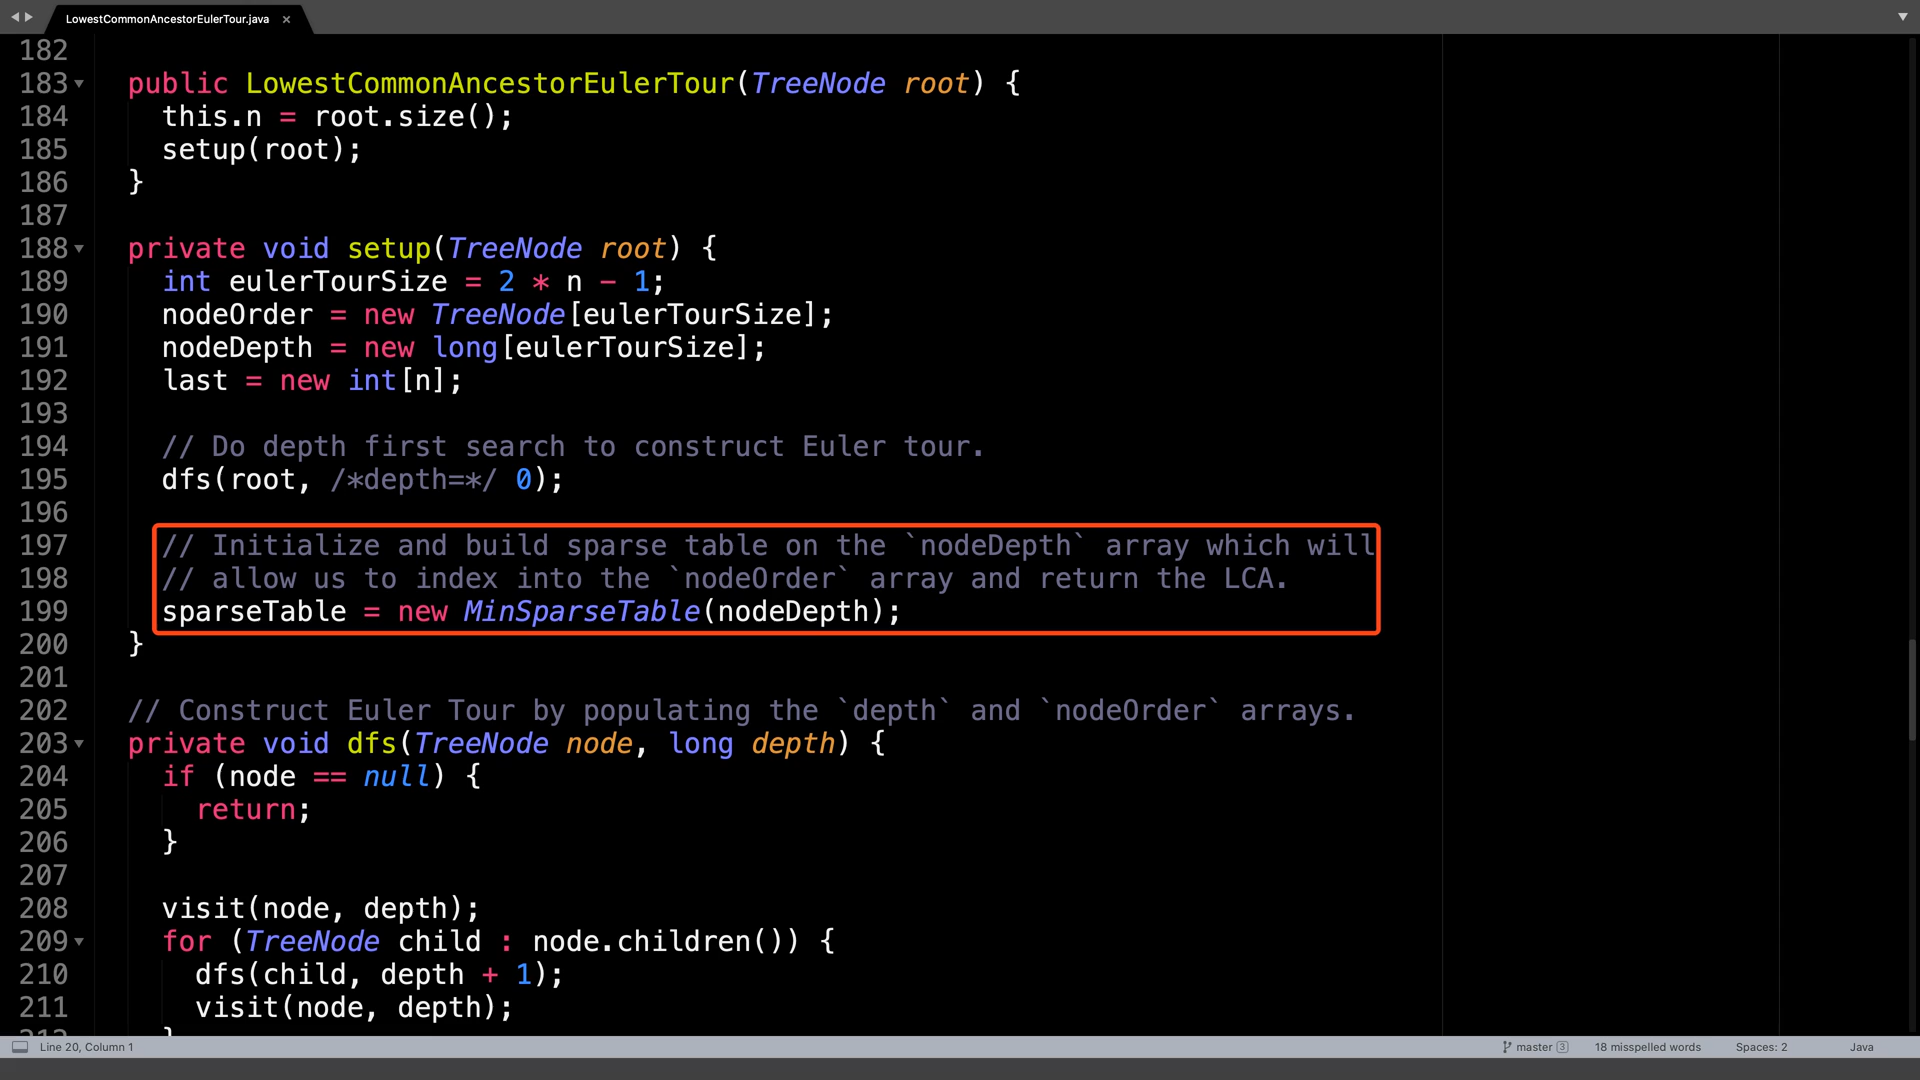 LowestCommonAncestorEulerTour.java ×
182
183 public LowestCommonAncestorEulerTour(TreeNode root) {
184 this.n = root.size();
185 setup(root);
186 }
187
188 private void setup(TreeNode root) {
189 int eulerTourSize = 2 * n - 1;
190 nodeOrder = new TreeNode[eulerTourSize];
191 nodeDepth = new long[eulerTourSize];
192 last = new int[n];
193
194 // Do depth first search to construct Euler tour.
195 dfs(root, /*depth=*/ 0);
196
197 // Initialize and build sparse table on the `nodeDepth` array which will
198 // allow us to index into the `nodeOrder` array and return the LCA.
199 sparseTable = new MinSparseTable(nodeDepth);
200 }
201
202 // Construct Euler Tour by populating the `depth` and `nodeOrder` arrays.
203 private void dfs(TreeNode node, long depth) {
204 if (node == null) {
205 return;
206 }
207
208 visit(node, depth);
209 for (TreeNode child : node.children()) {
210 dfs(child, depth + 1);
211 visit(node, depth);
212 }
Line 20, Column 1 master 3 18 misspelled words Spaces: 2 Java